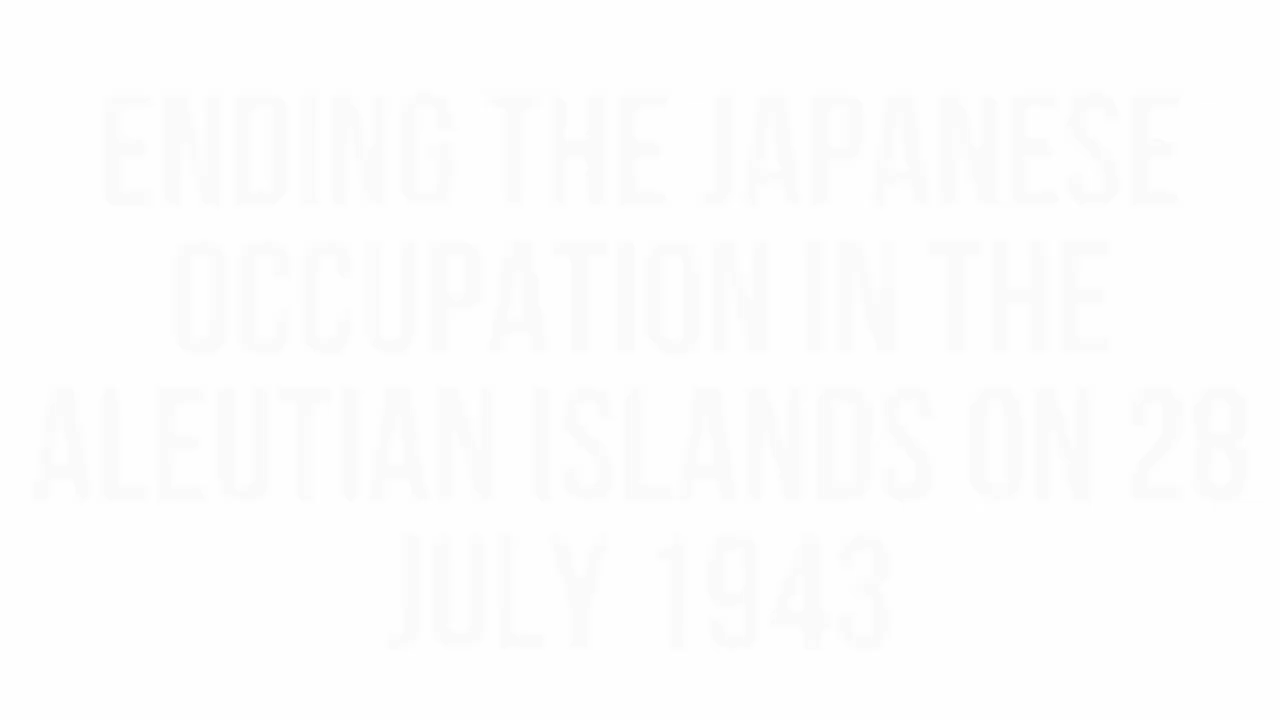 ENDING THE JAPANESE
OCCUPATION IN THE
ALEUTIAN ISLANDS ON 28
JULY 1943